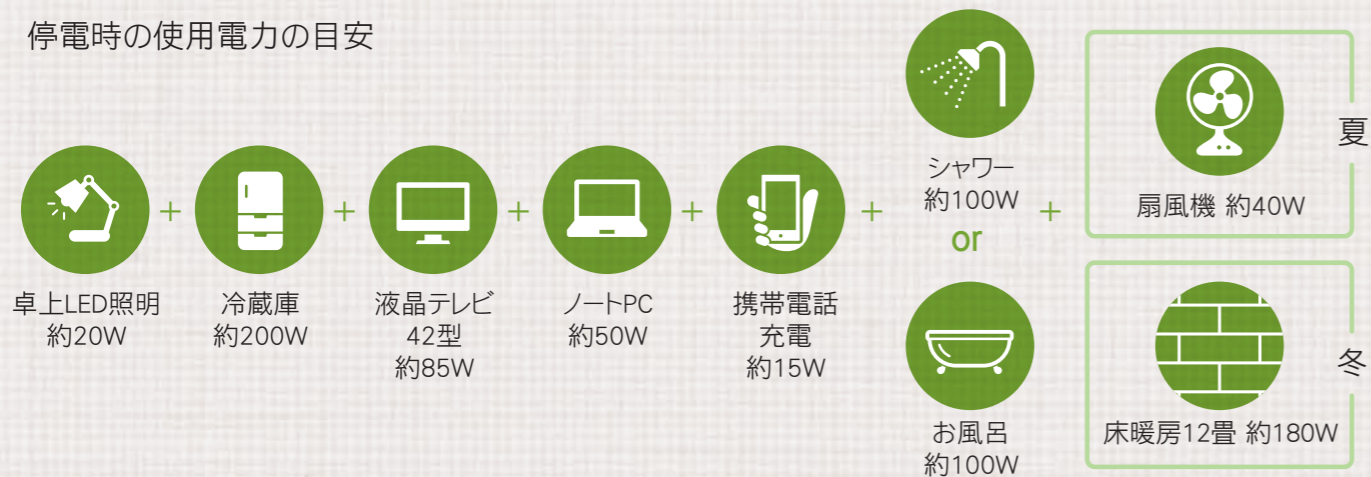 停電時の使用電力の目安
卓上LED照明
約20W
+
冷蔵庫
約200W
+
液晶テレビ
42型
約85W
+
ノートPC
約50W
+
携帯電話
充電
約15W
+
シャワー
約100W
or
お風呂
約100W
+
扇風機 約40W
夏
床暖房12畳 約180W
冬